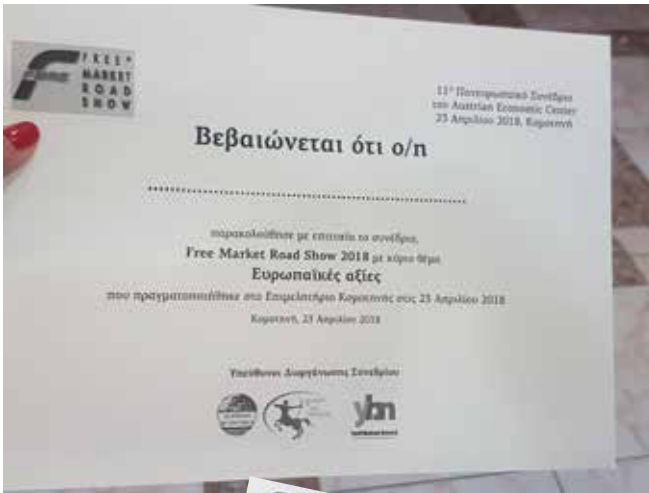 FREE
MARKET
ROAD
SHOW
11° Πανευρωπαϊκό Συνέδριο
του Austrian Economic Center
23 Απριλίου 2018, Κομοτηνή
Βεβαιώνεται ότι ο/η
παρακολούθησε με επιτυχία το συνέδριο,
Free Market Road Show 2018 με κύριο θέμα
Ευρωπαϊκές αξίες
που πραγματοποιήθηκε στο Επιμελητήριο Κομοτηνής στις 23 Απριλίου 2018
Κομοτηνή, 23 Απριλίου 2018
Υπεύθυνοι Διοργάνωσης Συνεδρίου
ybn